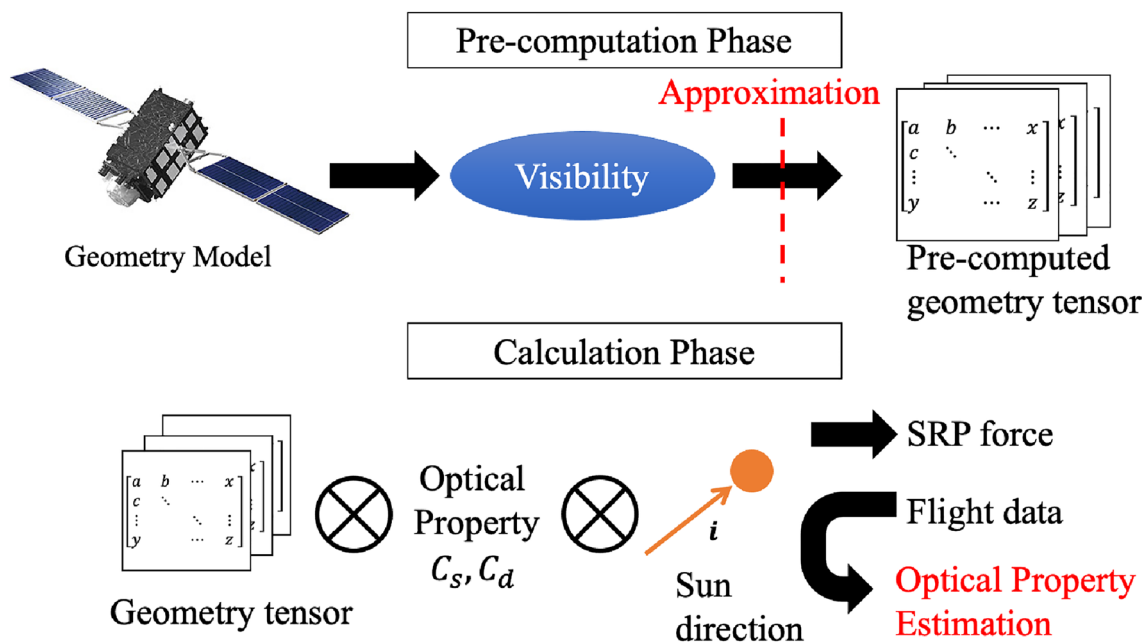 Pre-computation Phase
Approximation
Visibility
Geometry Model
a b ⋯ x
c ⋱
⋮ ⋱ ⋮
y ⋯ z
x
⋮
z
Pre-computed
geometry tensor
Calculation Phase
a b ⋯ x
c ⋱
⋮ ⋱ ⋮
y ⋯ z
x
⋮
z
Geometry tensor
Optical
Property
C_s, C_d
i
Sun
direction
SRP force
Flight data
Optical Property
Estimation